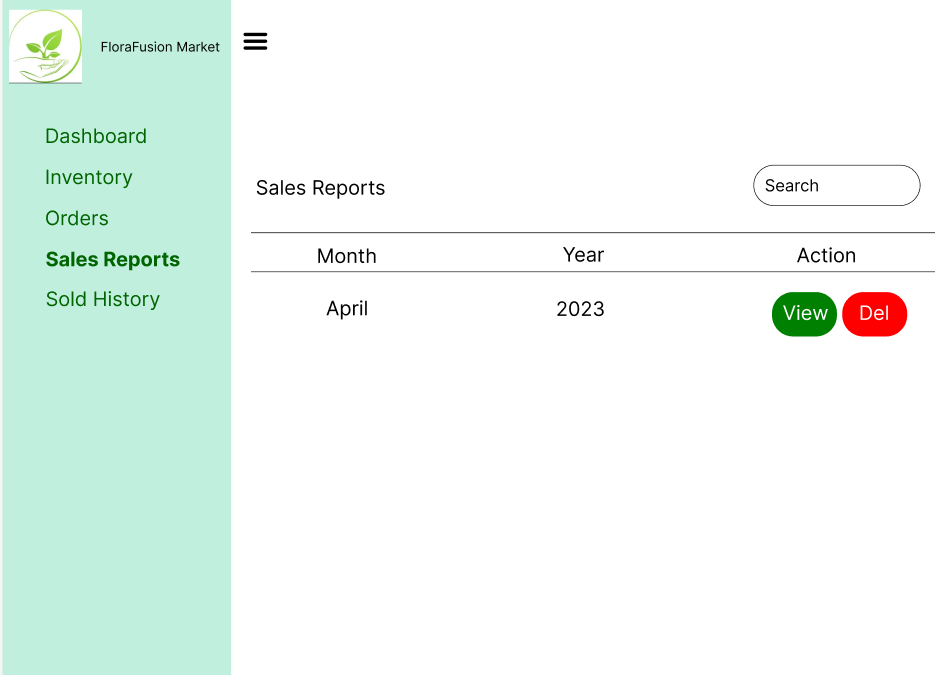 FloraFusion Market
Dashboard
Inventory
Orders
Sales Reports
Sold History
Sales Reports
Search
Month Year Action
April 2023 View Del